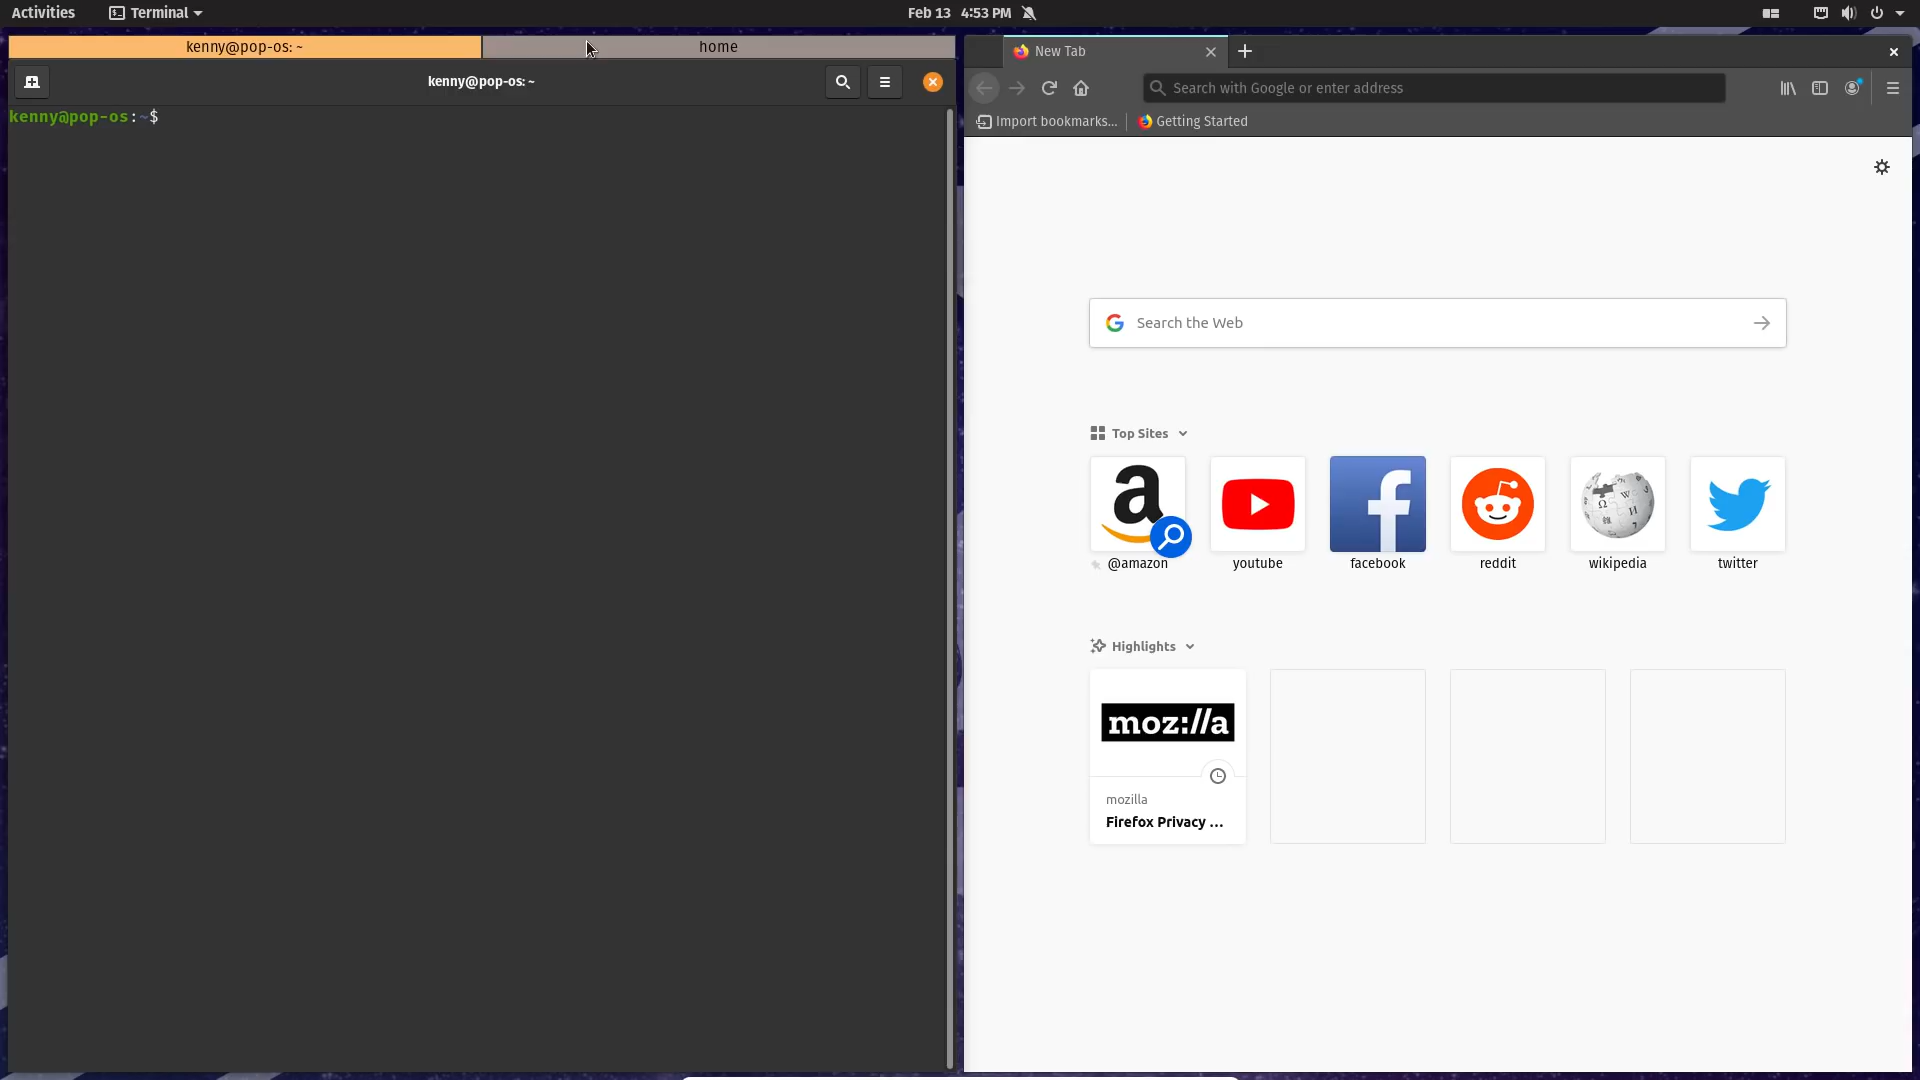 Activities Terminal Feb 13 4:53 PM
kenny@pop-os: ~ home
kenny@pop-os: ~
kenny@pop-os:~$
New Tab
Search with Google or enter address
Import bookmarks... Getting Started
Search the Web
Top Sites
@amazon youtube facebook reddit wikipedia twitter
Highlights
moz://a
mozilla
Firefox Privacy ...